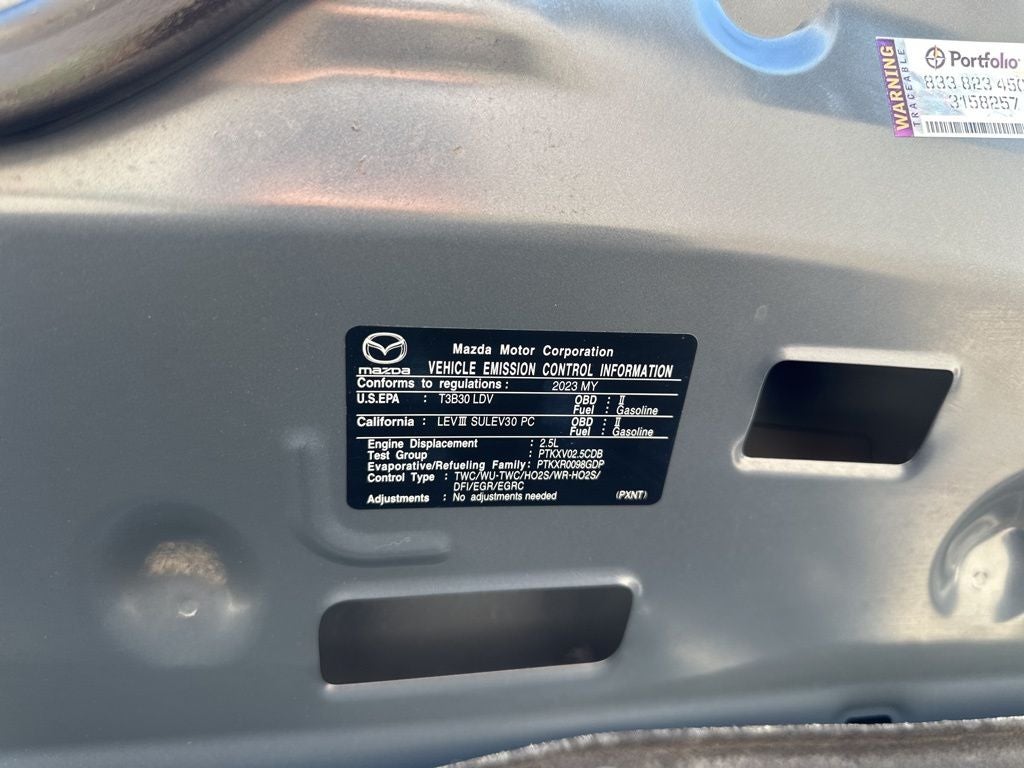 WARNING
TRACEABLE
Portfolio
833 823 450
3158257
mazda
Mazda Motor Corporation
VEHICLE EMISSION CONTROL INFORMATION
Conforms to regulations : 2023 MY
U.S.EPA : T3B30 LDV OBD : II
Fuel : Gasoline
California : LEVⅢ SULEV30 PC OBD : II
Fuel : Gasoline
Engine Displacement : 2.5L
Test Group : PTKXV02.5CDB
Evaporative/Refueling Family: PTKXR0098GDP
Control Type : TWC/WU-TWC/HO2S/WR-HO2S/
DFI/EGR/EGRC
Adjustments : No adjustments needed (PXNT)